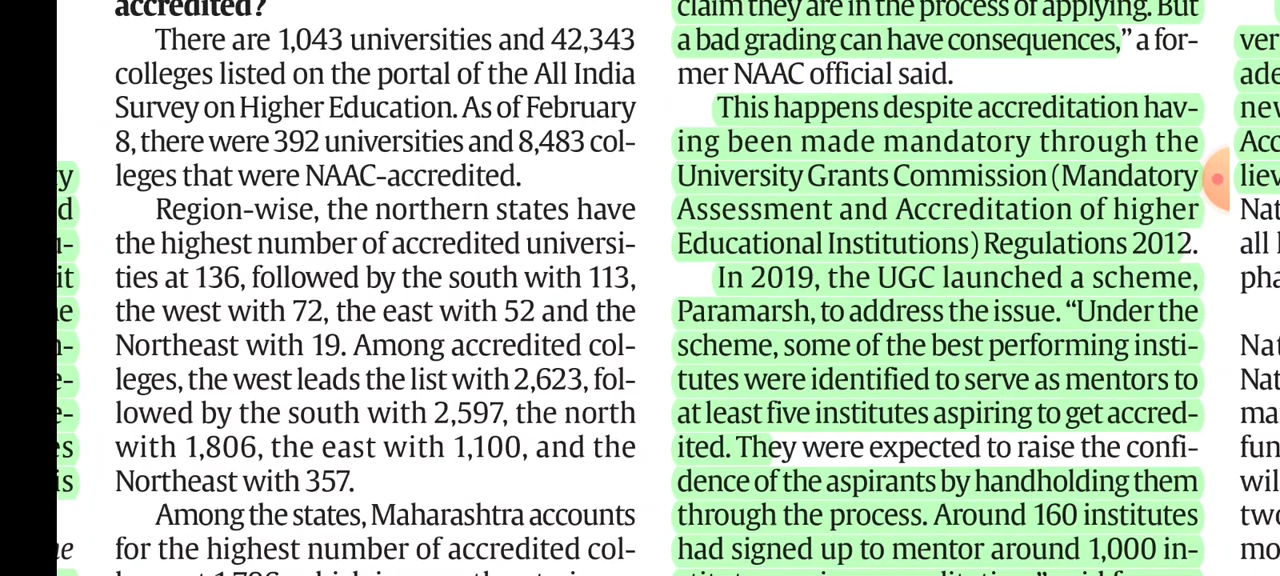 accredited?
There are 1,043 universities and 42,343
colleges listed on the portal of the All India
Survey on Higher Education. As of February
8, there were 392 universities and 8,483 col-
leges that were NAAC-accredited.
Region-wise, the northern states have
the highest number of accredited universi-
ties at 136, followed by the south with 113,
the west with 72, the east with 52 and the
Northeast with 19. Among accredited col-
leges, the west leads the list with 2,623, fol-
lowed by the south with 2,597, the north
with 1,806, the east with 1,100, and the
Northeast with 357.
Among the states, Maharashtra accounts
for the highest number of accredited col-
claim they are in the process of applying. But
a bad grading can have consequences,” a for-
mer NAAC official said.
This happens despite accreditation hav-
ing been made mandatory through the
University Grants Commission (Mandatory
Assessment and Accreditation of higher
Educational Institutions) Regulations 2012.
In 2019, the UGC launched a scheme,
Paramarsh, to address the issue. “Under the
scheme, some of the best performing insti-
tutes were identified to serve as mentors to
at least five institutes aspiring to get accred-
ited. They were expected to raise the confi-
dence of the aspirants by handholding them
through the process. Around 160 institutes
had signed up to mentor around 1,000 in-